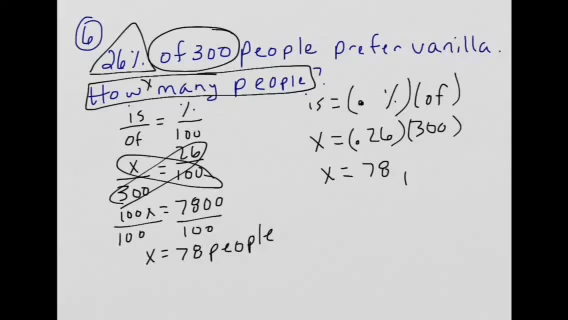 6
26% of 300 people prefer vanilla.
How many people?
x
is/of = %/100
x/300 = 26/100
100x/100 = 7800/100
x = 78 people
is = (. %)(of)
x = (.26)(300)
x = 78